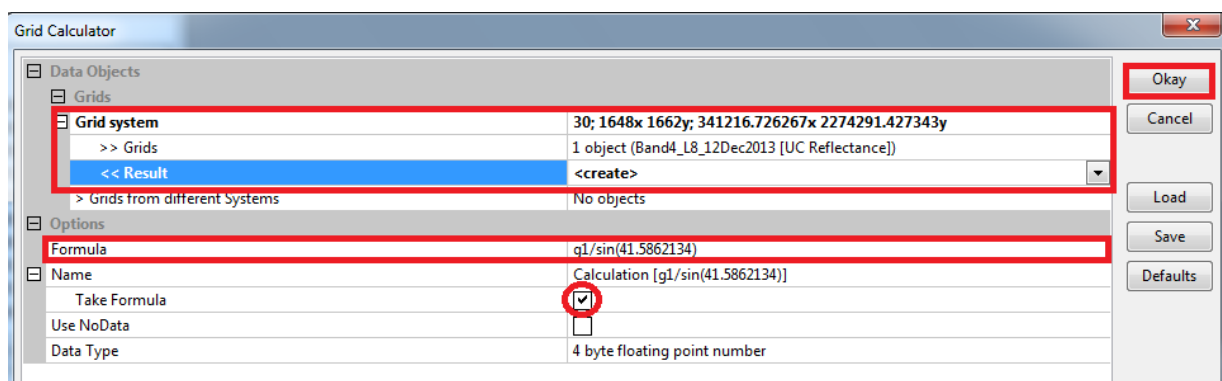 Grid Calculator
Data Objects
Grids
Grid system 30; 1648x 1662y; 341216.726267x 2274291.427343y
>> Grids 1 object (Band4_L8_12Dec2013 [UC Reflectance])
<< Result <create>
> Grids from different Systems No objects
Options
Formula g1/sin(41.5862134)
Name Calculation [g1/sin(41.5862134)]
Take Formula
Use NoData
Data Type 4 byte floating point number
Okay
Cancel
Load
Save
Defaults